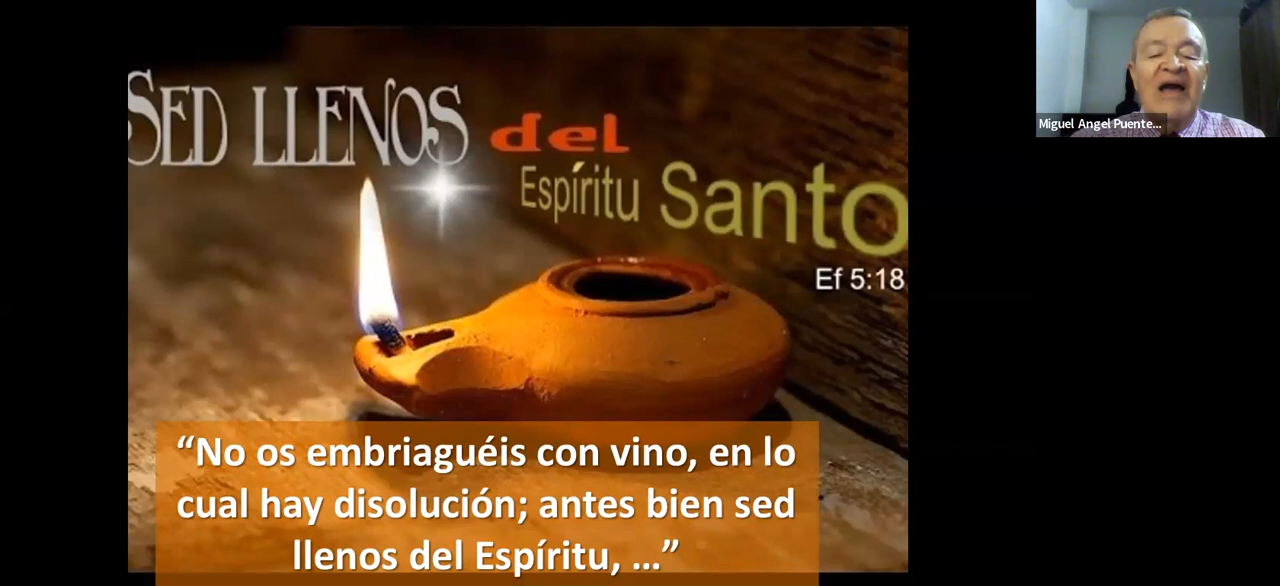 SED LLENOS del
Espíritu Santo
Ef 5:18
Miguel Angel Puente...
“No os embriaguéis con vino, en lo
cual hay disolución; antes bien sed
llenos del Espíritu, ...”